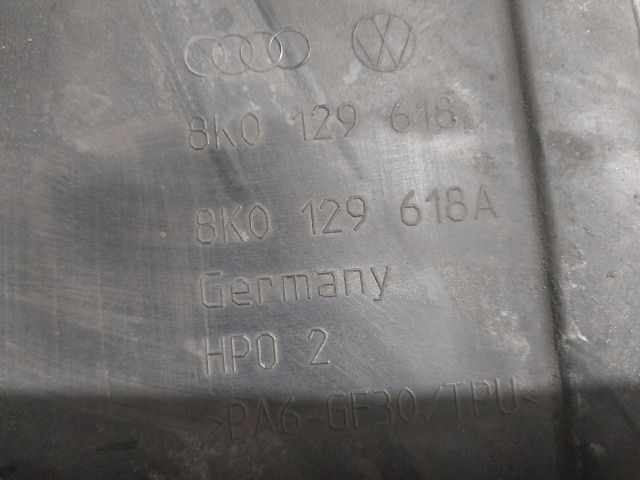 8K0 129 618
8K0 129 618A
Germany
HPO 2
>PA6-GF30/TPU<